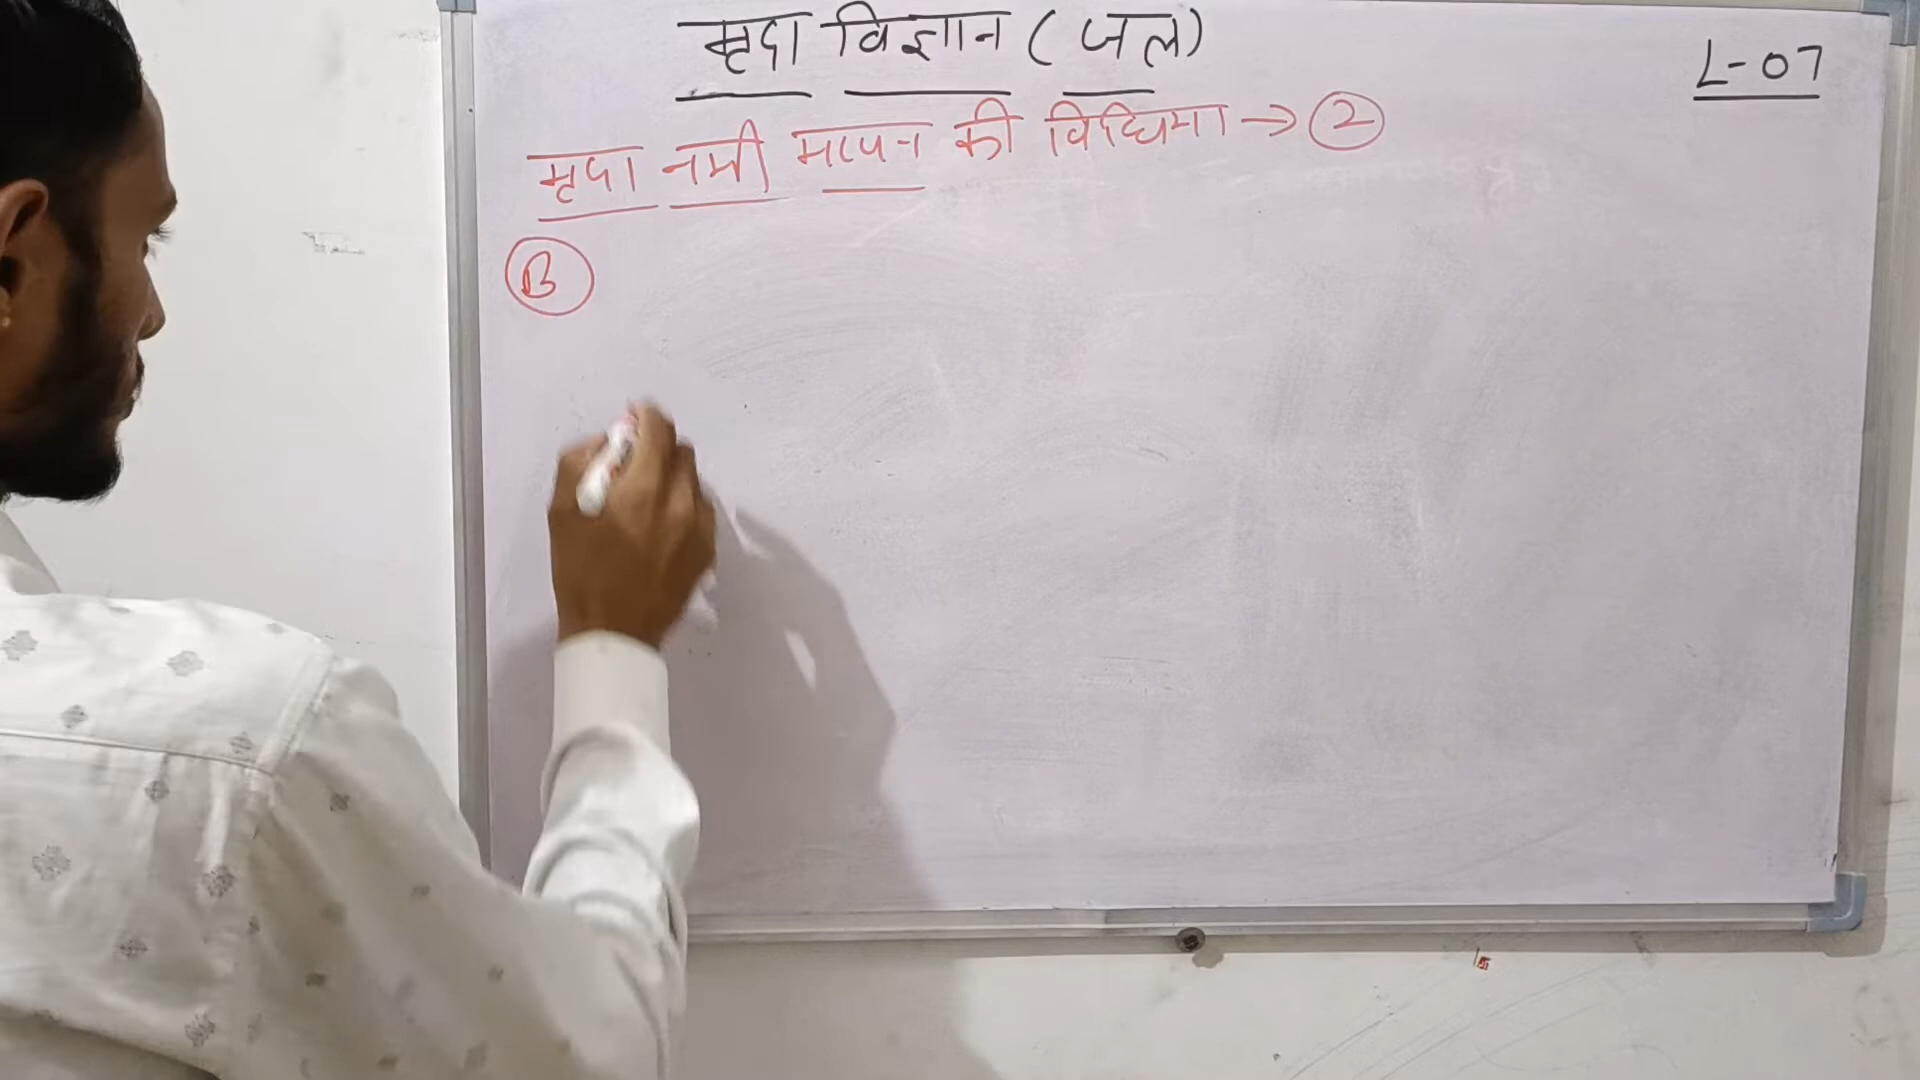 मृदा विज्ञान (जल)
L-07
मृदा नमी मापन की विधिया → 2
B